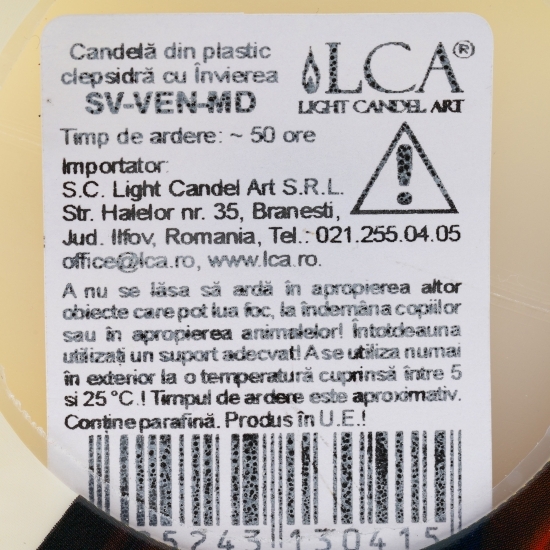 Candelă din plastic
clepsidră cu Învierea
SV-VEN-MD
LCA®
LIGHT CANDEL ART
Timp de ardere: ~ 50 ore
Importator:
S.C. Light Candel Art S.R.L.
Str. Halelor nr. 35, Branesti,
Jud. Ilfov, Romania, Tel.: 021.255.04.05
office@lca.ro, www.lca.ro.
A nu se lăsa să ardă în apropierea altor
obiecte care pot lua foc, la îndemâna copiilor
sau în apropierea animalelor! Întotdeauna
utilizați un suport adecvat! A se utiliza numai
în exterior la o temperatură cuprinsă între 5
si 25°C.! Timpul de ardere este aproximativ.
Conține parafină. Produs în U.E.!
5243 130415